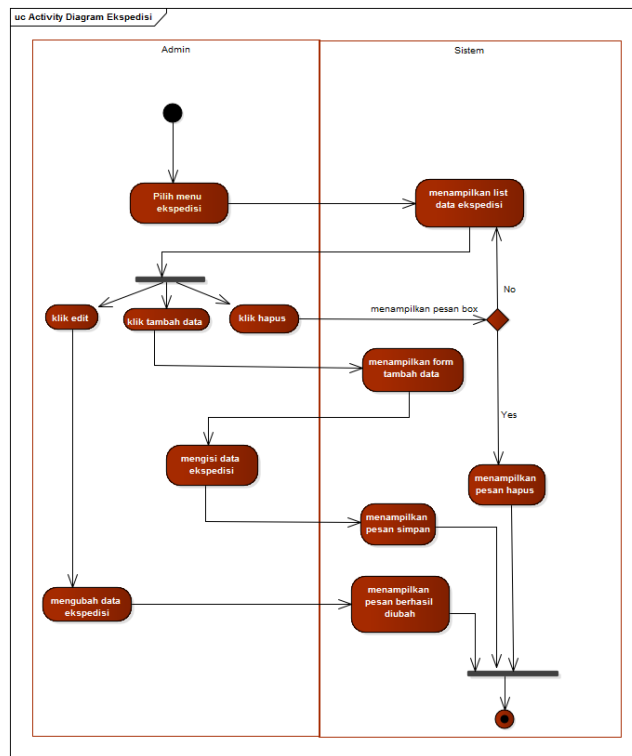 uc Activity Diagram Ekspedisi
Admin
Sistem
Pilih menu
ekspedisi
menampilkan list
data ekspedisi
No
klik edit
klik tambah data
klik hapus
menampilkan pesan box
menampilkan form
tambah data
Yes
mengisi data
ekspedisi
menampilkan
pesan hapus
menampilkan
pesan simpan
mengubah data
ekspedisi
menampilkan
pesan berhasil
diubah